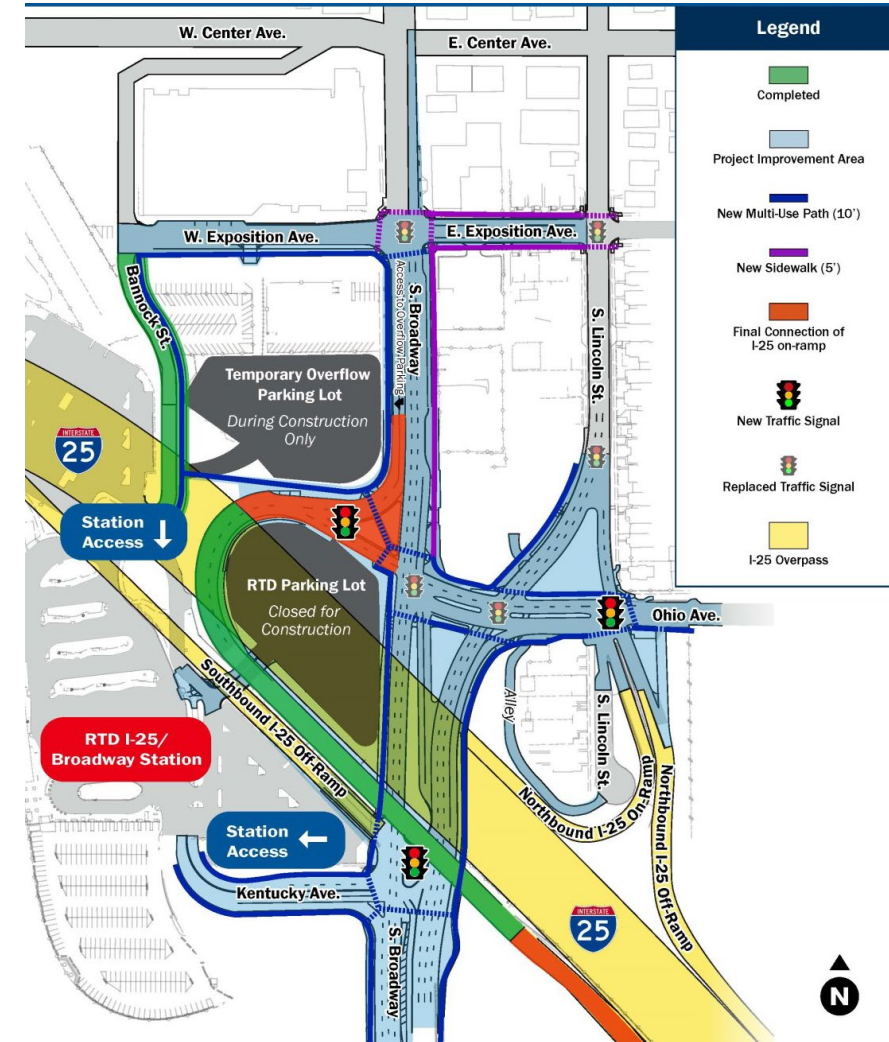 W. Center Ave.
E. Center Ave.
W. Exposition Ave.
E. Exposition Ave.
Bannock St.
Access to Overflow Parking
S. Broadway
S. Lincoln St.
Temporary Overflow
Parking Lot
During Construction
Only
INTERSTATE
25
Station
Access
RTD Parking Lot
Closed for
Construction
Ohio Ave.
Southbound I-25 Off-Ramp
Alley
S. Lincoln St.
RTD I-25/
Broadway Station
Northbound I-25 On-Ramp
Northbound I-25 Off-Ramp
Station
Access
Kentucky Ave.
S. Broadway
INTERSTATE
25
N
Legend
Completed
Project Improvement Area
New Multi-Use Path (10')
New Sidewalk (5')
Final Connection of
I-25 on-ramp
New Traffic Signal
Replaced Traffic Signal
I-25 Overpass